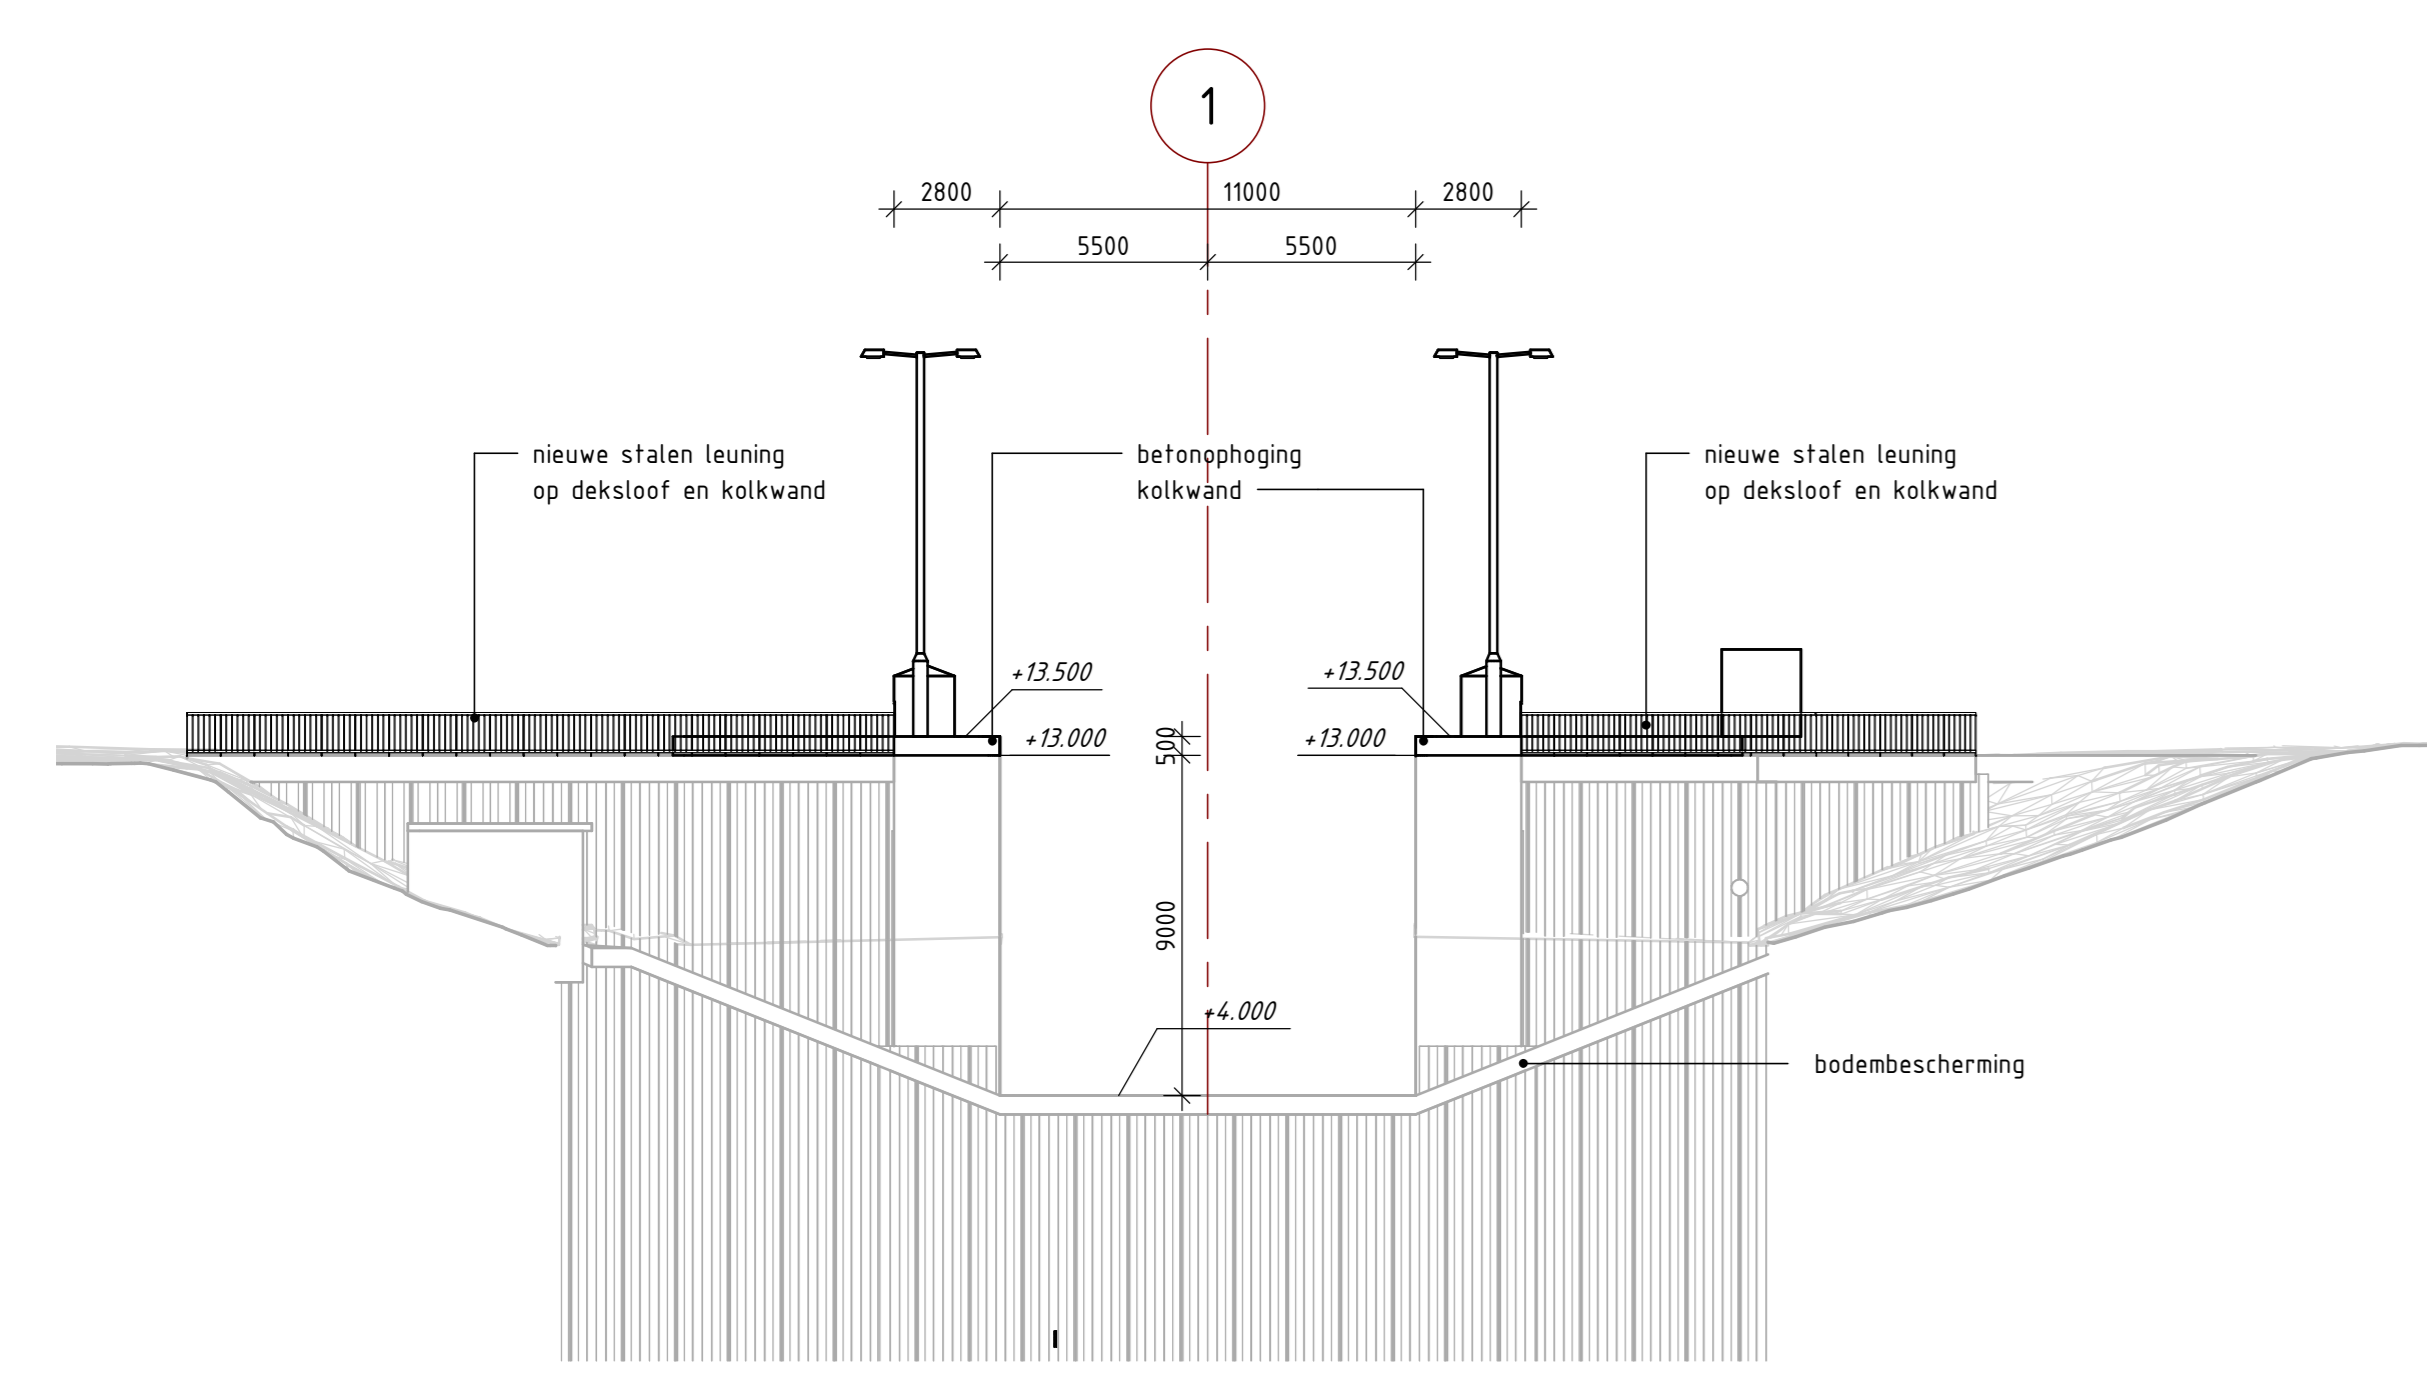 1
2800 11000 2800
5500 5500
nieuwe stalen leuning
op deksloof en kolkwand
betonophoging
kolkwand
nieuwe stalen leuning
op deksloof en kolkwand
+13.500
+13.500
+13.000
500
+13.000
9000
+4.000
bodembescherming